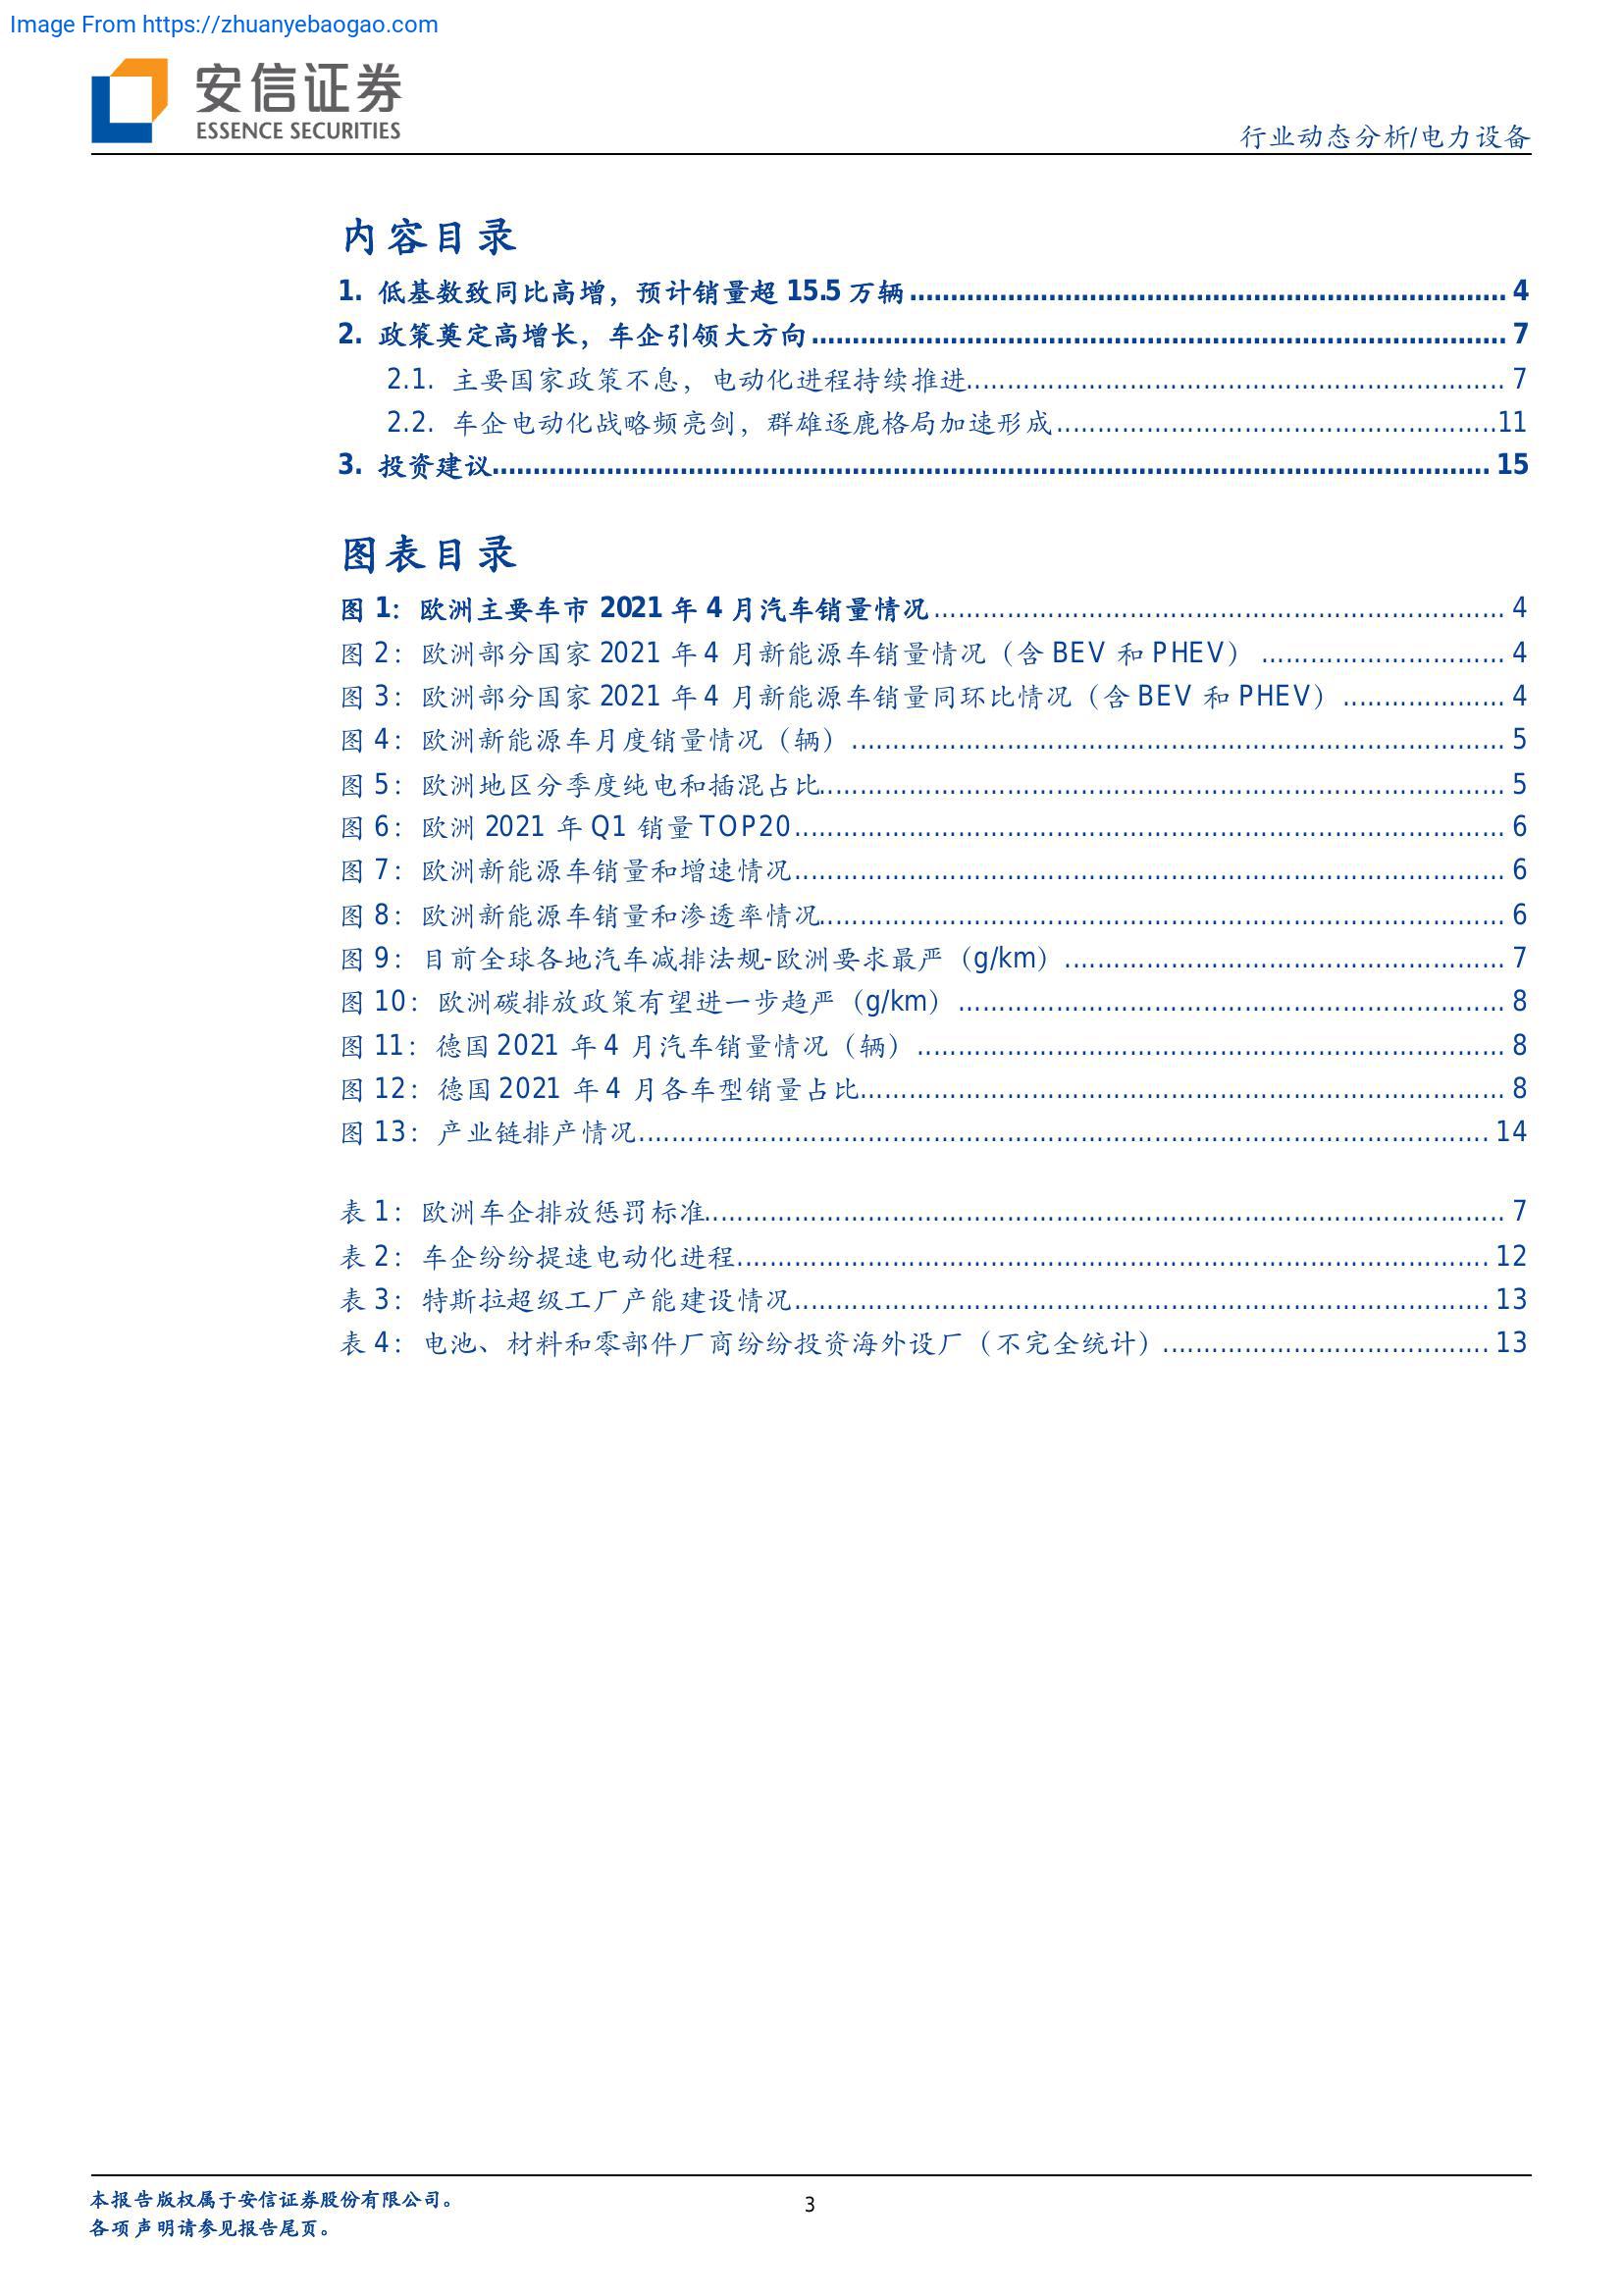 Image From https://zhuanyebaogao.com
安信证券
ESSENCE SECURITIES
行业动态分析/电力设备
内容目录
1. 低基数致同比高增，预计销量超 15.5 万辆 4
2. 政策奠定高增长，车企引领大方向 7
2.1. 主要国家政策不息，电动化进程持续推进 7
2.2. 车企电动化战略频亮剑，群雄逐鹿格局加速形成 11
3. 投资建议 15
图表目录
图 1：欧洲主要车市 2021 年 4 月汽车销量情况 4
图 2：欧洲部分国家 2021 年 4 月新能源车销量情况（含 BEV 和 PHEV） 4
图 3：欧洲部分国家 2021 年 4 月新能源车销量同环比情况（含 BEV 和 PHEV） 4
图 4：欧洲新能源车月度销量情况（辆） 5
图 5：欧洲地区分季度纯电和插混占比 5
图 6：欧洲 2021 年 Q1 销量 TOP20 6
图 7：欧洲新能源车销量和增速情况 6
图 8：欧洲新能源车销量和渗透率情况 6
图 9：目前全球各地汽车减排法规-欧洲要求最严（g/km） 7
图 10：欧洲碳排放政策有望进一步趋严（g/km） 8
图 11：德国 2021 年 4 月汽车销量情况（辆） 8
图 12：德国 2021 年 4 月各车型销量占比 8
图 13：产业链排产情况 14
表 1：欧洲车企排放惩罚标准 7
表 2：车企纷纷提速电动化进程 12
表 3：特斯拉超级工厂产能建设情况 13
表 4：电池、材料和零部件厂商纷纷投资海外设厂（不完全统计） 13
本报告版权属于安信证券股份有限公司。
各项声明请参见报告尾页。
3